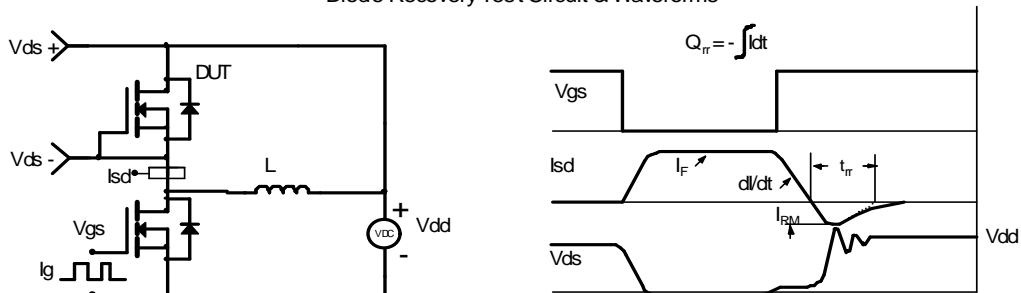 Diode Recovery Test Circuit & Waveforms
Vds +
DUT
Vds -
Isd
L
Vgs
Ig
VDC
+
-
Vdd
Qrr = - ∫ Idt
Vgs
Isd
IF
dI/dt
trr
IRM
Vds
Vdd